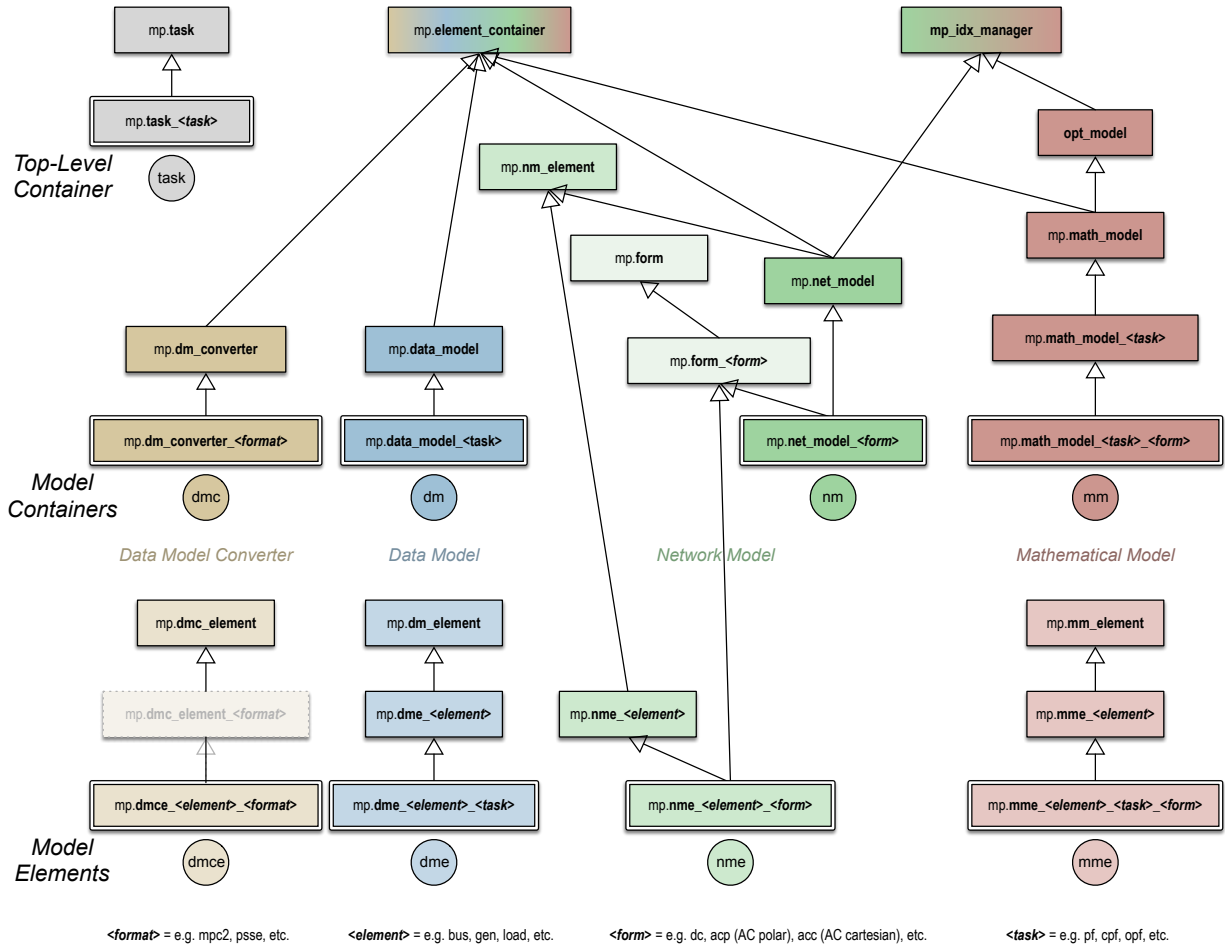 mp.task
mp.element_container
mp_idx_manager
mp.task_<task>
opt_model
Top-Level
Container
task
mp.nm_element
mp.math_model
mp.form
mp.net_model
mp.dm_converter
mp.data_model
mp.form_<form>
mp.math_model_<task>
mp.dm_converter_<format>
mp.data_model_<task>
mp.net_model_<form>
mp.math_model_<task>_<form>
Model
Containers
dmc
dm
nm
mm
Data Model Converter
Data Model
Network Model
Mathematical Model
mp.dmc_element
mp.dm_element
mp.mm_element
mp.dmc_element_<format>
mp.dme_<element>
mp.nme_<element>
mp.mme_<element>
mp.dmce_<element>_<format>
mp.dme_<element>_<task>
mp.nme_<element>_<form>
mp.mme_<element>_<task>_<form>
Model
Elements
dmce
dme
nme
mme
<format> = e.g. mpc2, psse, etc.
<element> = e.g. bus, gen, load, etc.
<form> = e.g. dc, acp (AC polar), acc (AC cartesian), etc.
<task> = e.g. pf, cpf, opf, etc.